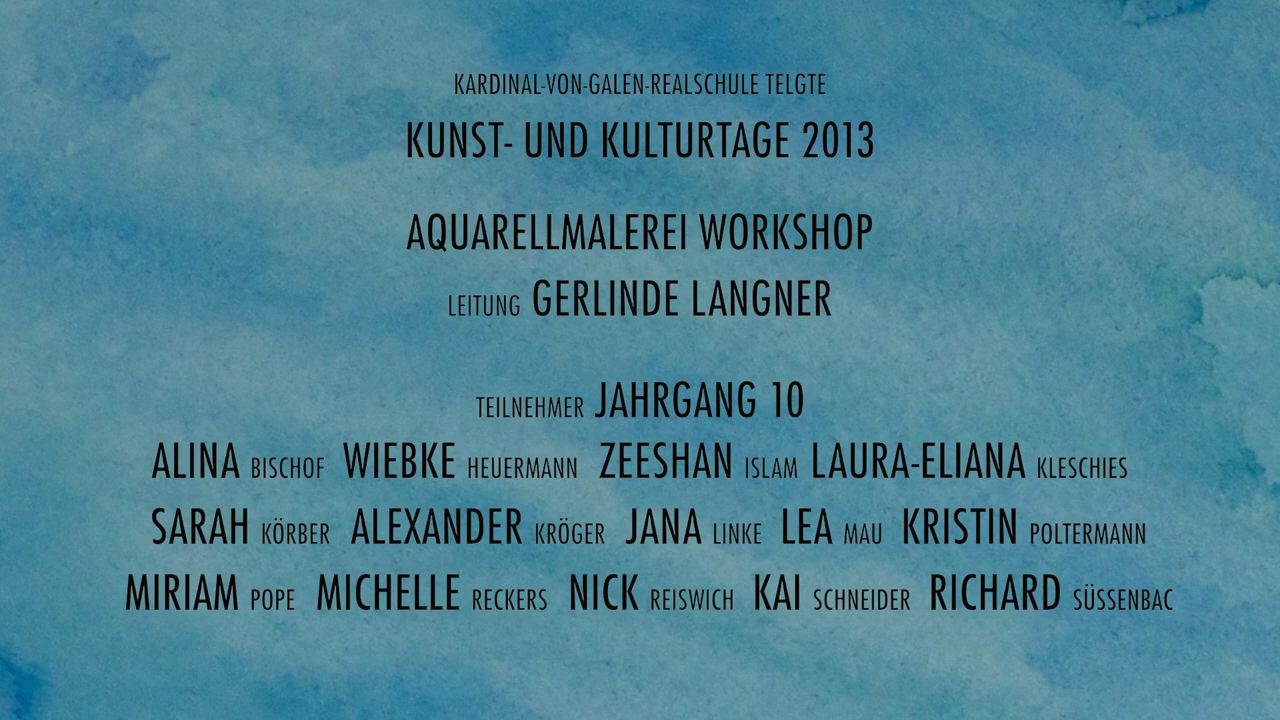 KARDINAL-VON-GALEN-REALSCHULE TELGTE
KUNST- UND KULTURTAGE 2013
AQUARELLMALEREI WORKSHOP
LEITUNG GERLINDE LANGNER
TEILNEHMER JAHRGANG 10
ALINA BISCHOF WIEBKE HEUERMANN ZEESHAN ISLAM LAURA-ELIANA KLESCHIES
SARAH KÖRBER ALEXANDER KRÖGER JANA LINKE LEA MAU KRISTIN POLTERMANN
MIRIAM POPE MICHELLE RECKERS NICK REISWICH KAI SCHNEIDER RICHARD SÜSSENBAC